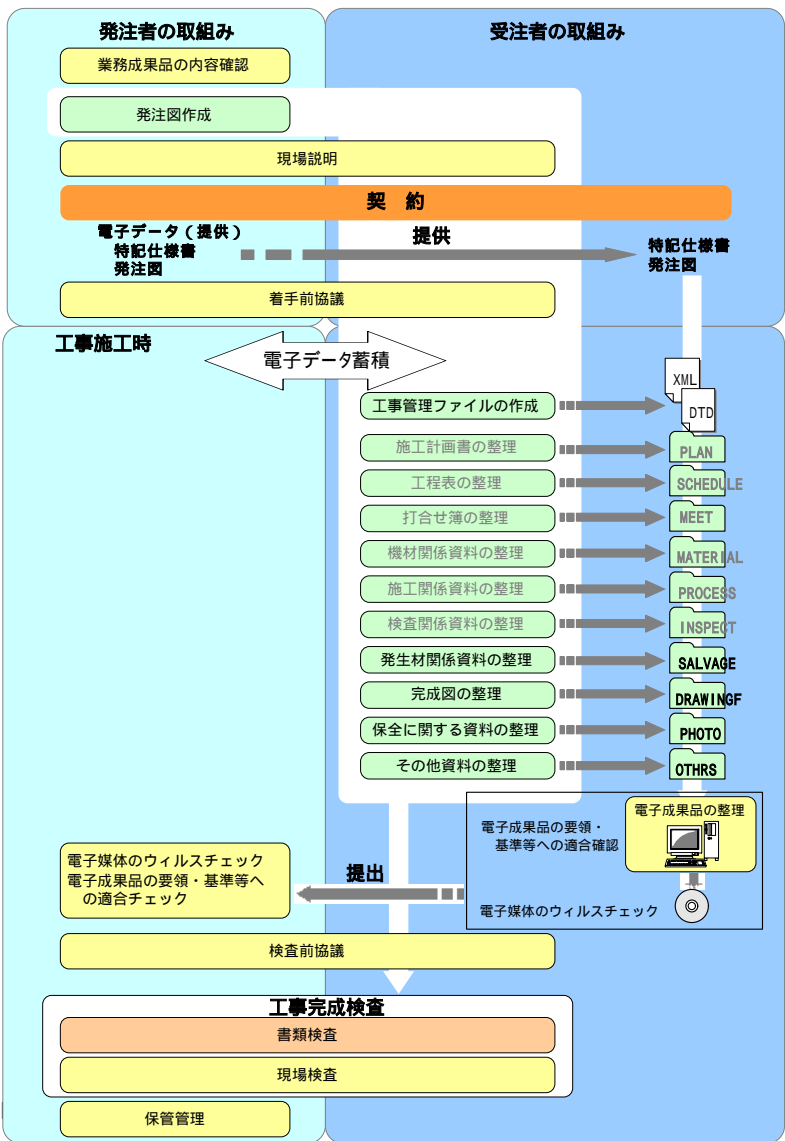 発注者の取組み
受注者の取組み
業務成果品の内容確認
発注図作成
現場説明
契 約
電子データ(提供)
特記仕様書
発注図
提供
特記仕様書
発注図
着手前協議
工事施工時
電子データ蓄積
XML
DTD
工事管理ファイルの作成
施工計画書の整理
PLAN
工程表の整理
SCHEDULE
打合せ簿の整理
MEET
機材関係資料の整理
MATERIAL
施工関係資料の整理
PROCESS
検査関係資料の整理
INSPECT
発生材関係資料の整理
SALVAGE
完成図の整理
DRAWINGF
保全に関する資料の整理
PHOTO
その他資料の整理
OTHRS
電子成果品の整理
電子成果品の要領・
基準等への適合確認
電子媒体のウィルスチェック
提出
電子媒体のウィルスチェック
電子成果品の要領・基準等へ
の適合チェック
検査前協議
工事完成検査
書類検査
現場検査
保管管理